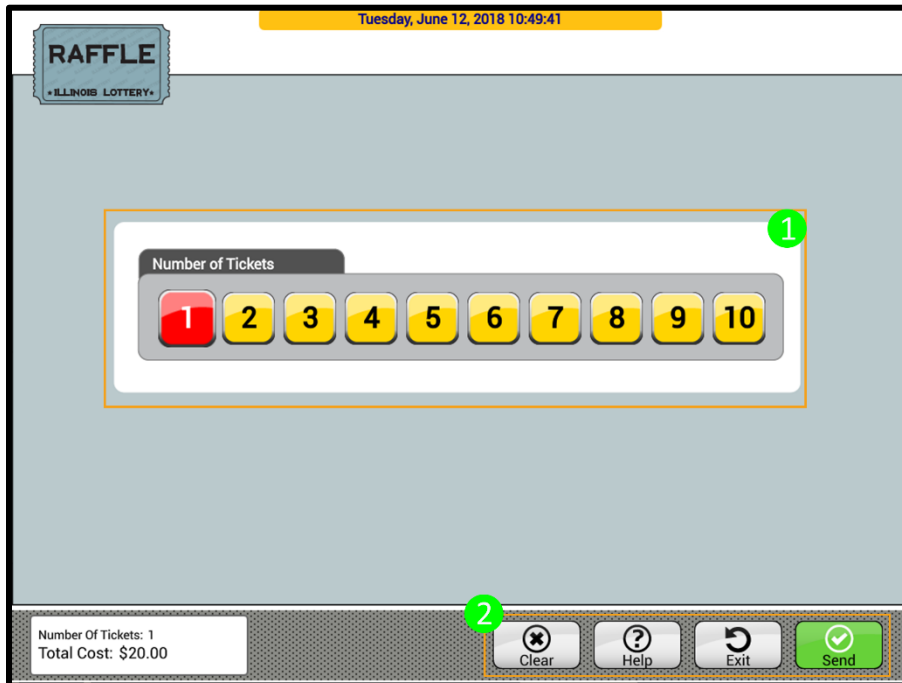 Tuesday, June 12, 2018 10:49:41
RAFFLE
•ILLINOIS LOTTERY•
1
Number of Tickets
1 2 3 4 5 6 7 8 9 10
2
Number Of Tickets: 1
Total Cost: $20.00
Clear Help Exit Send